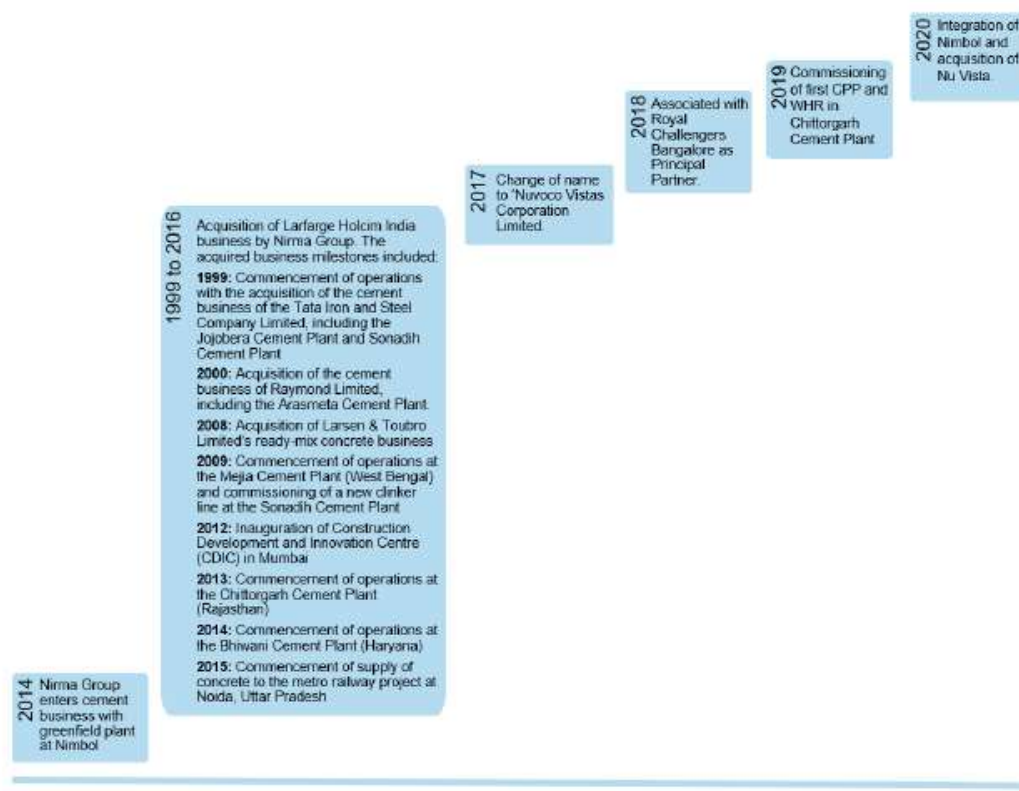 2014
Nirma Group
enters cement
business with
greenfield plant
at Nimbol
1999 to 2016
Acquisition of Larfarge Holcim India
business by Nirma Group. The
acquired business milestones included:
1999: Commencement of operations
with the acquisition of the cement
business of the Tata Iron and Steel
Company Limited, including the
Jojobera Cement Plant and Sonadih
Cement Plant
2000: Acquisition of the cement
business of Raymond Limited,
including the Arasmeta Cement Plant.
2008: Acquisition of Larsen & Toubro
Limited's ready-mix concrete business
2009: Commencement of operations at
the Mejia Cement Plant (West Bengal)
and commissioning of a new clinker
line at the Sonadih Cement Plant
2012: Inauguration of Construction
Development and Innovation Centre
(CDIC) in Mumbai
2013: Commencement of operations at
the Chittorgarh Cement Plant
(Rajasthan)
2014: Commencement of operations at
the Bhiwani Cement Plant (Haryana)
2015: Commencement of supply of
concrete to the metro railway project at
Noida, Uttar Pradesh
2017
Change of name
to 'Nuvoco Vistas
Corporation
Limited.
2018
Associated with
Royal
Challengers
Bangalore as
Principal
Partner.
2019
Commissioning
of first CPP and
WHR in
Chittorgarh
Cement Plant
2020
Integration of
Nimbol and
acquisition of
Nu Vista.